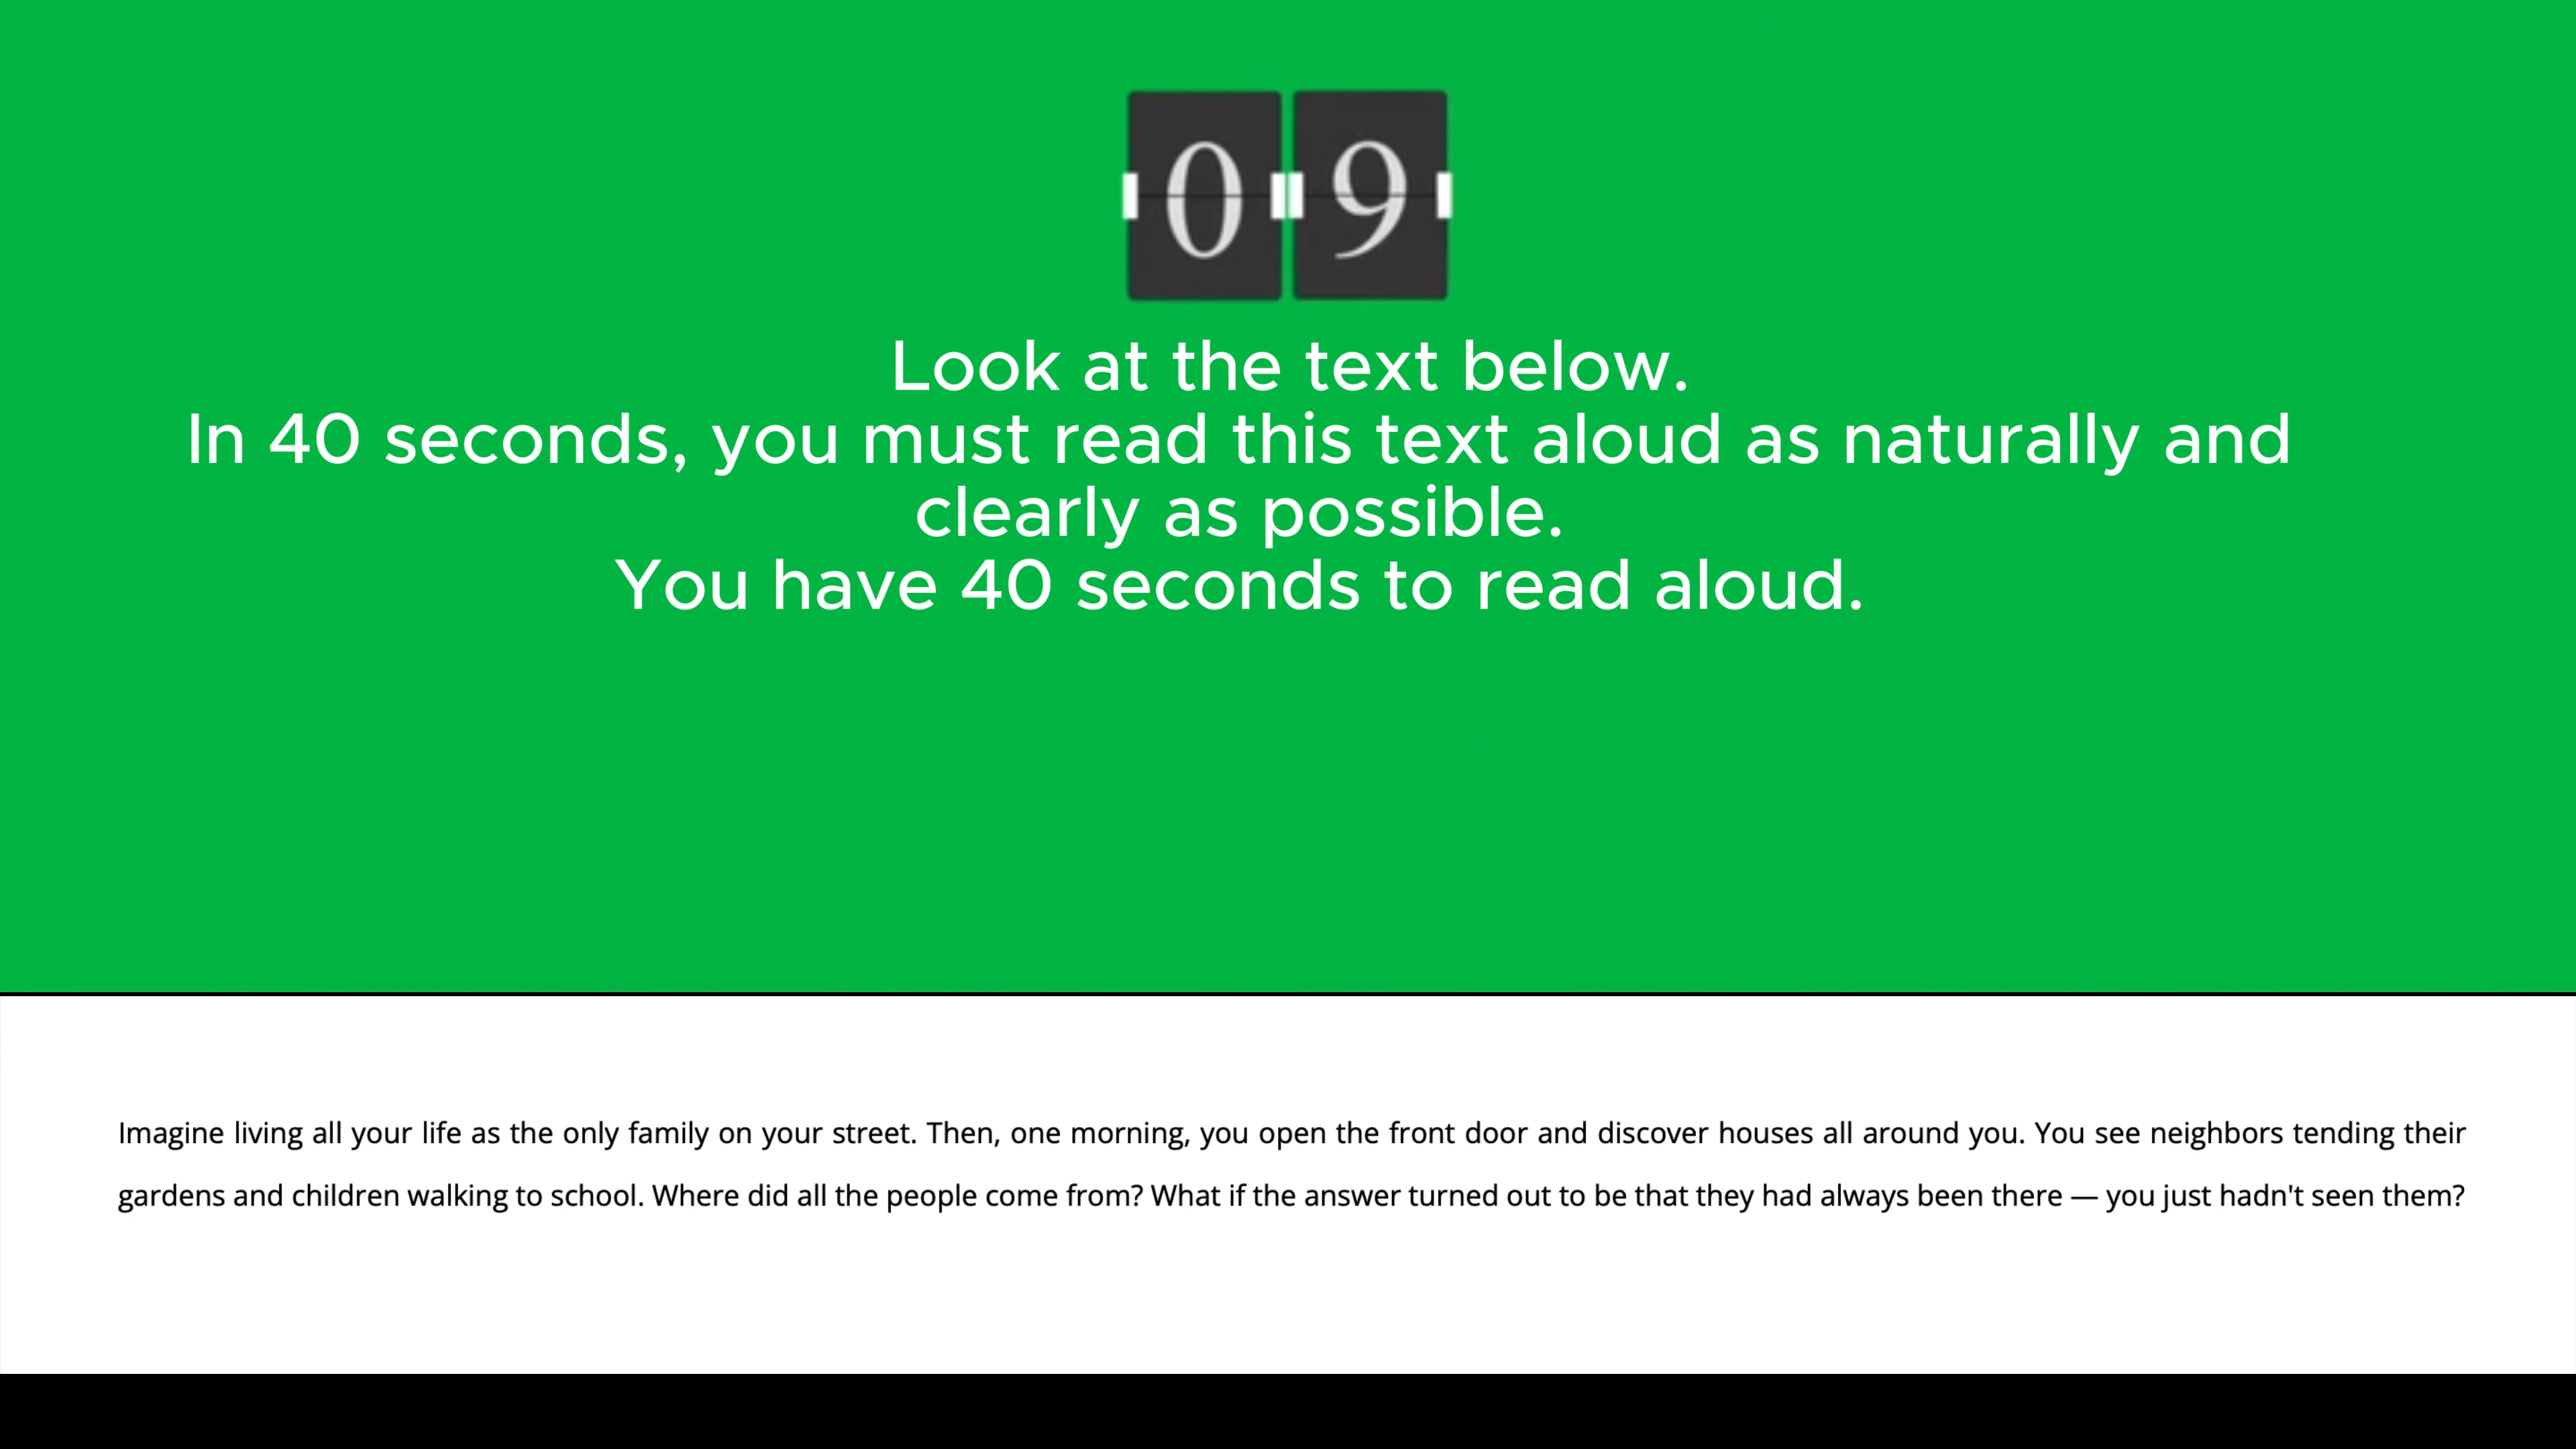 09
Look at the text below.
In 40 seconds, you must read this text aloud as naturally and
clearly as possible.
You have 40 seconds to read aloud.
Imagine living all your life as the only family on your street. Then, one morning, you open the front door and discover houses all around you. You see neighbors tending their
gardens and children walking to school. Where did all the people come from? What if the answer turned out to be that they had always been there — you just hadn't seen them?